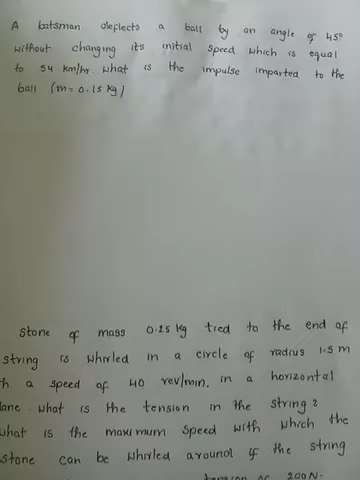 A batsman deflects a ball by an angle of 45°
without changing its initial speed which is equal
to 54 km/hr. what is the impulse imparted to the
ball (m= 0.15 kg)
stone of mass 0.25 kg tied to the end of
string is whirled in a circle of radius 1.5 m
h a speed of 40 rev/min. in a horizontal
lane. what is the tension in the string?
what is the maximum speed with which the
stone can be whirled around if the string
tension of 200N.